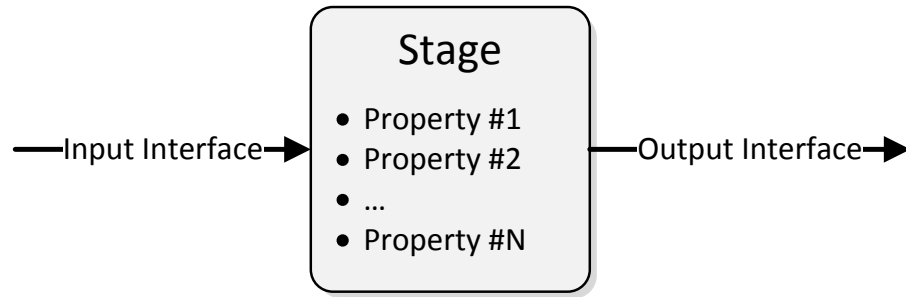 Stage
• Property #1
Input Interface
• Property #2
Output Interface
• ...
• Property #N